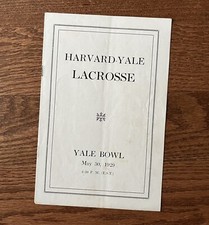 HARVARD-YALE
LACROSSE
YALE BOWL
May 30, 1920